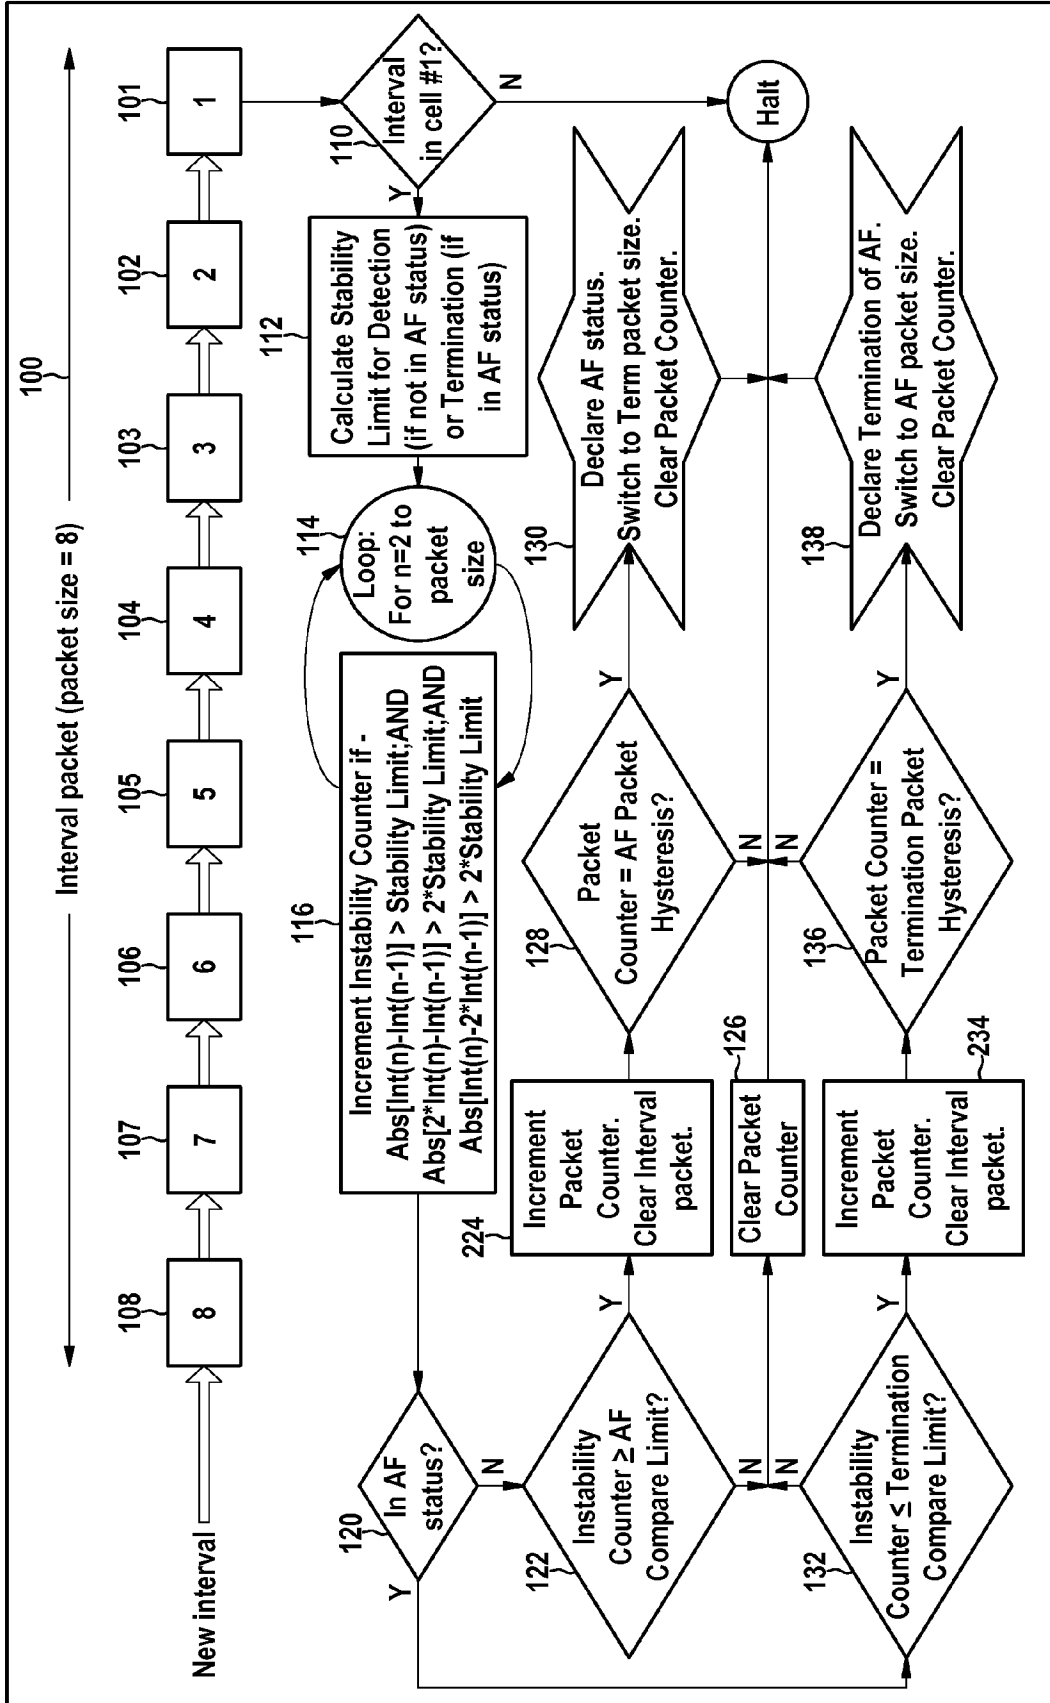 100
Interval packet (packet size = 8)
New interval
108
8
107
7
106
6
105
5
104
4
103
3
102
2
101
1
110
Interval
in cell #1?
Y
N
112
Calculate Stability
Limit for Detection
(if not in AF status)
or Termination (if
in AF status)
114
Loop:
For n=2 to
packet
size
116
Increment Instability Counter if -
Abs[Int(n)-Int(n-1)] > Stability Limit;AND
Abs[2*Int(n)-Int(n-1)] > 2*Stability Limit;AND
Abs[Int(n)-2*Int(n-1)] > 2*Stability Limit
120
In AF
status?
Y
N
122
Instability
Counter ≥ AF
Compare Limit?
Y
N
224
Increment
Packet
Counter.
Clear Interval
packet.
128
Packet
Counter = AF Packet
Hysteresis?
Y
N
130
Declare AF status.
Switch to Term packet size.
Clear Packet Counter.
126
Clear Packet
Counter
Halt
132
Instability
Counter ≤ Termination
Compare Limit?
Y
N
234
Increment
Packet
Counter.
Clear Interval
packet.
136
Packet Counter =
Termination Packet
Hysteresis?
Y
N
138
Declare Termination of AF.
Switch to AF packet size.
Clear Packet Counter.